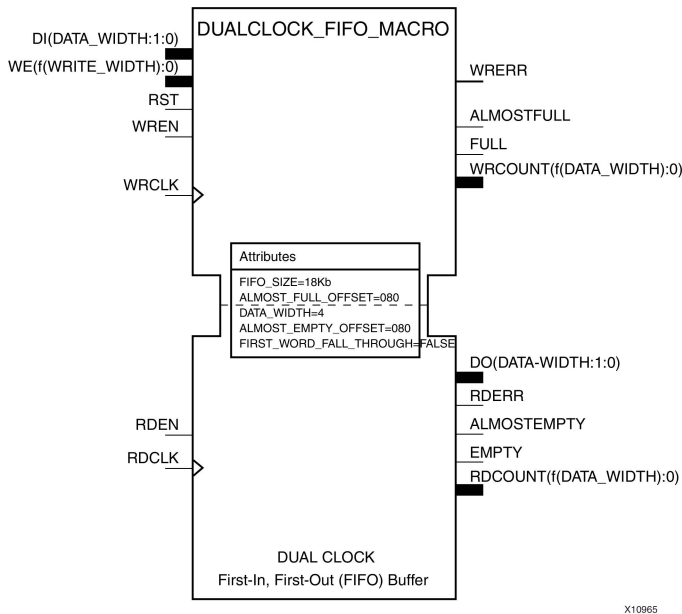 DUALCLOCK_FIFO_MACRO
DI(DATA_WIDTH:1:0)
WE(f(WRITE_WIDTH):0)
RST
WREN
WRCLK
WRERR
ALMOSTFULL
FULL
WRCOUNT(f(DATA_WIDTH):0)
Attributes
FIFO_SIZE=18Kb
ALMOST_FULL_OFFSET=080
DATA_WIDTH=4
ALMOST_EMPTY_OFFSET=080
FIRST_WORD_FALL_THROUGH=FALSE
RDEN
RDCLK
DO(DATA-WIDTH:1:0)
RDERR
ALMOSTEMPTY
EMPTY
RDCOUNT(f(DATA_WIDTH):0)
DUAL CLOCK
First-In, First-Out (FIFO) Buffer
X10965